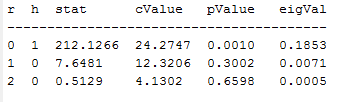 r h stat cValue pValue eigVal
----------------------------------------
0 1 212.1266 24.2747 0.0010 0.1853
1 0 7.6481 12.3206 0.3002 0.0071
2 0 0.5129 4.1302 0.6598 0.0005